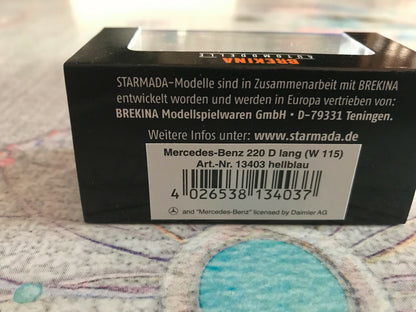 BREKINA
AUTOMODELLE
STARMADA-Modelle sind in Zusammenarbeit mit BREKINA
entwickelt worden und werden in Europa vertrieben von:
BREKINA Modellspielwaren GmbH • D-79331 Teningen.
Weitere Infos unter: www.starmada.de
Mercedes-Benz 220 D lang (W 115)
Art.-Nr. 13403 hellblau
4 026538 134037
and "Mercedes-Benz" licensed by Daimler AG